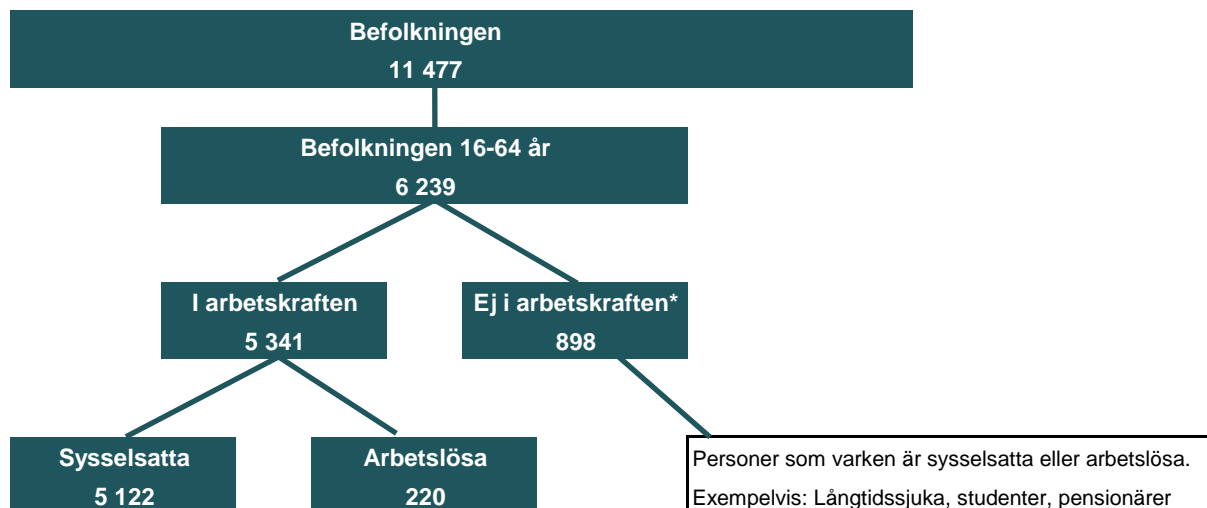 Befolkningen
11 477
Befolkningen 16-64 år
6 239
I arbetskraften
5 341
Ej i arbetskraften*
898
Sysselsatta
5 122
Arbetslösa
220
Personer som varken är sysselsatta eller arbetslösa.
Exempelvis: Långtidssjuka, studenter, pensionärer